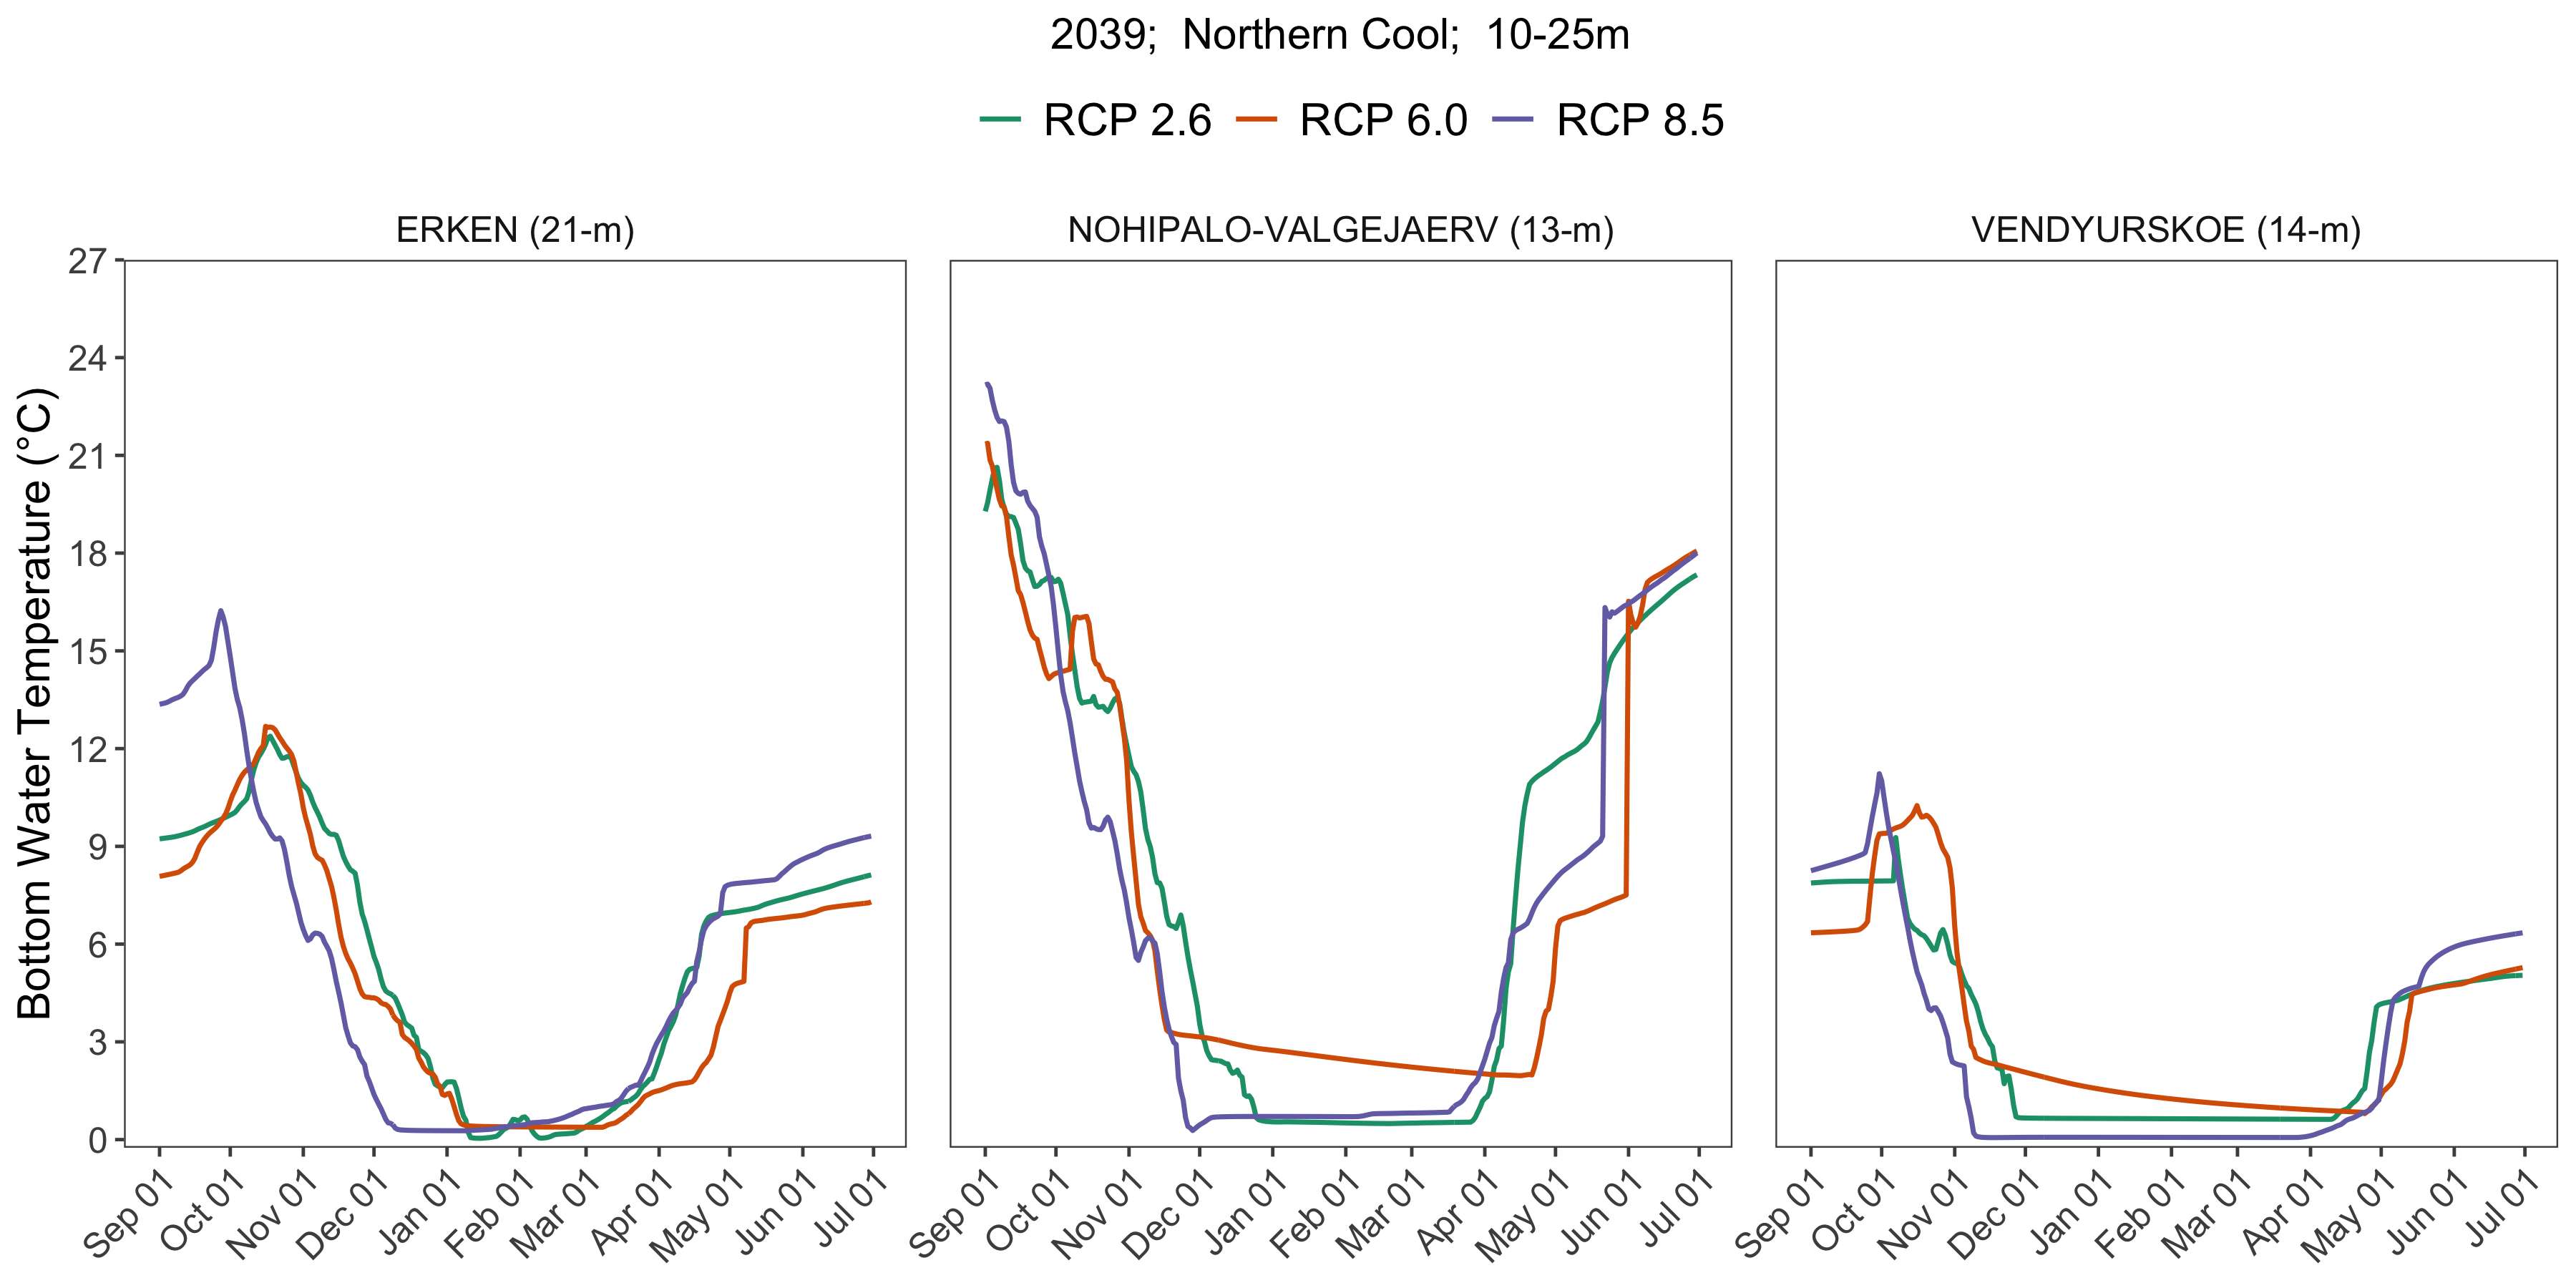 2039;  Northern Cool;  10-25m
RCP 2.6 RCP 6.0 RCP 8.5
ERKEN (21-m) NOHIPALO-VALGEJAERV (13-m) VENDYURSKOE (14-m)
Bottom Water Temperature (°C)
27
24
21
18
15
12
9
6
3
0
Sep 01 Oct 01 Nov 01 Dec 01 Jan 01 Feb 01 Mar 01 Apr 01 May 01 Jun 01 Jul 01 Sep 01 Oct 01 Nov 01 Dec 01 Jan 01 Feb 01 Mar 01 Apr 01 May 01 Jun 01 Jul 01 Sep 01 Oct 01 Nov 01 Dec 01 Jan 01 Feb 01 Mar 01 Apr 01 May 01 Jun 01 Jul 01